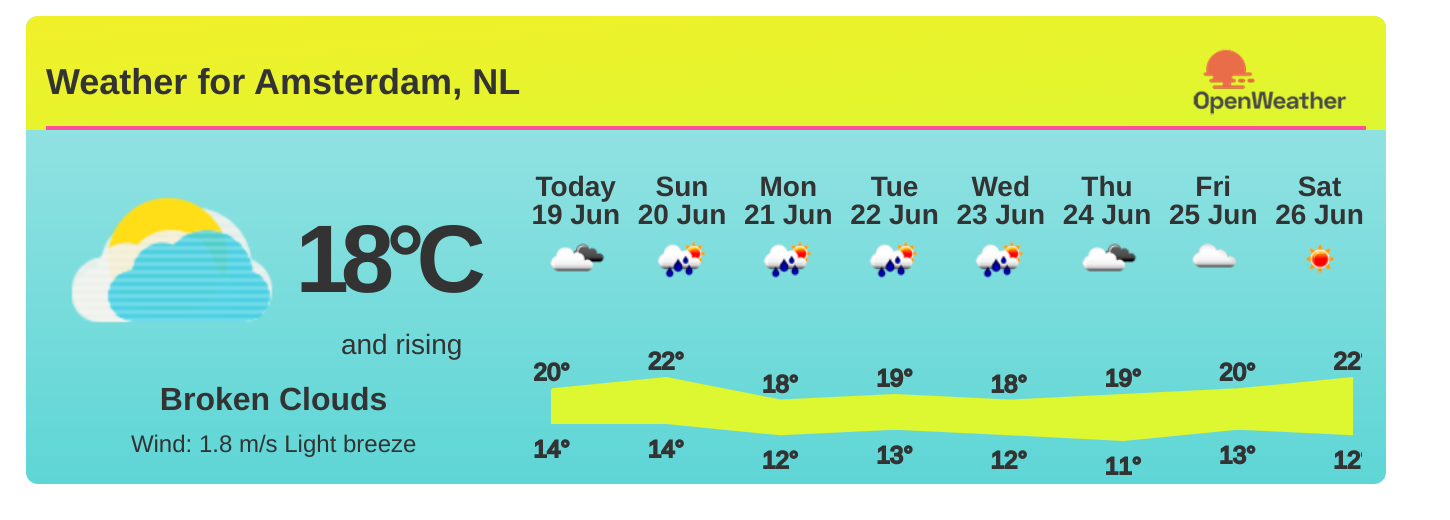 Weather for Amsterdam, NL
OpenWeather
18°C
and rising
Broken Clouds
Wind: 1.8 m/s Light breeze
Today Sun Mon Tue Wed Thu Fri Sat
19 Jun 20 Jun 21 Jun 22 Jun 23 Jun 24 Jun 25 Jun 26 Jun
20° 22° 18° 19° 18° 19° 20° 22°
14° 14° 12° 13° 12° 11° 13° 12°